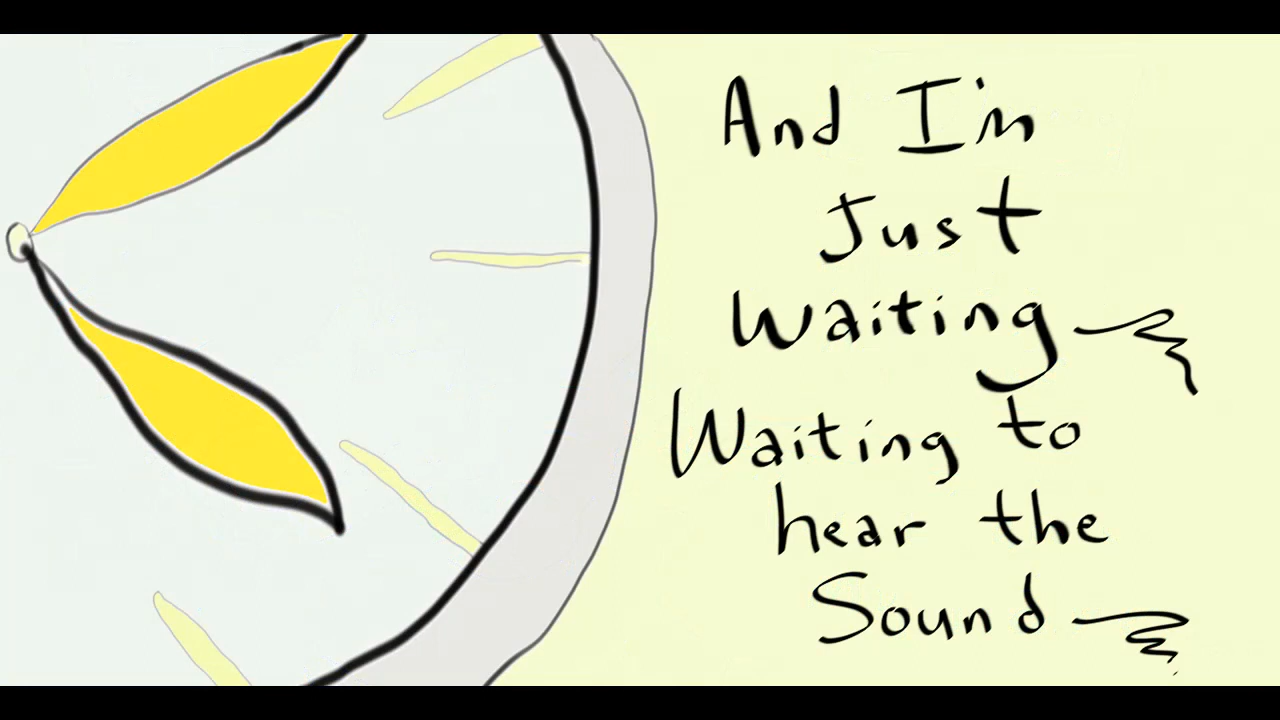 And I'm
Just
Waiting
Waiting to
hear the
Sound